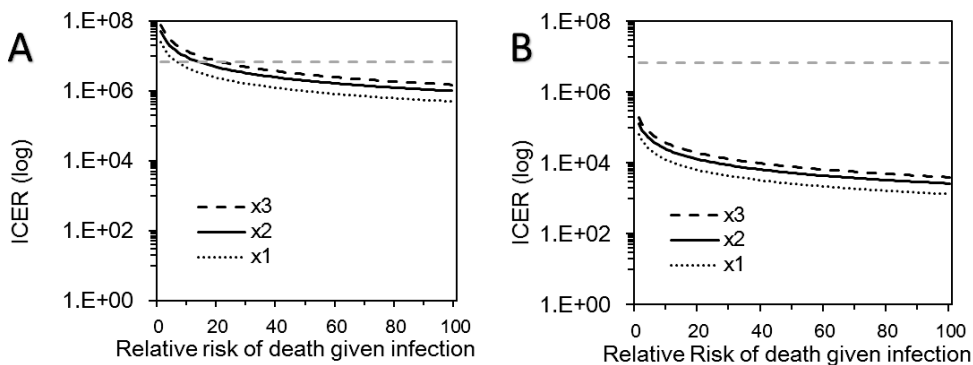 A
ICER (log)
1.E+08
1.E+06
1.E+04
1.E+02
1.E+00
x3
x2
x1
0 20 40 60 80 100
Relative risk of death given infection
B
ICER (log)
1.E+08
1.E+06
1.E+04
1.E+02
1.E+00
x3
x2
x1
0 20 40 60 80 100
Relative Risk of death given infection